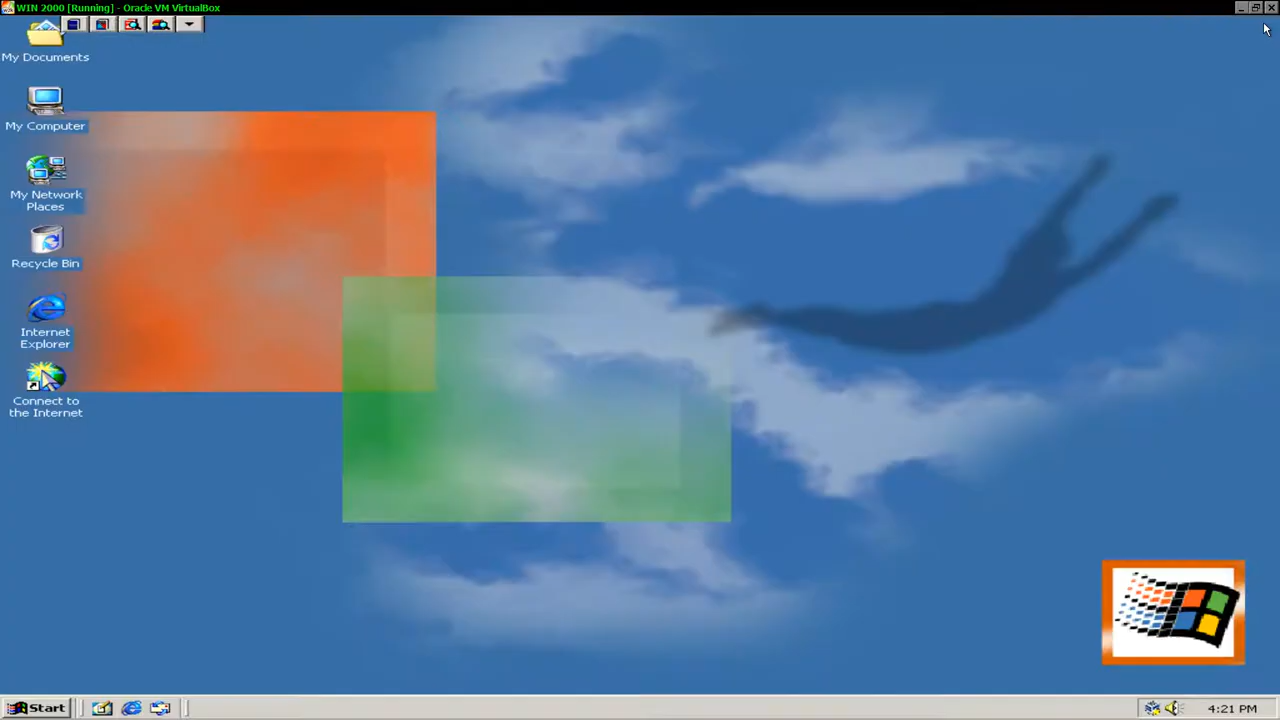 WIN 2000 [Running] - Oracle VM VirtualBox
My Documents
My Computer
My Network
Places
Recycle Bin
Internet
Explorer
Connect to
the Internet
Start
4:21 PM